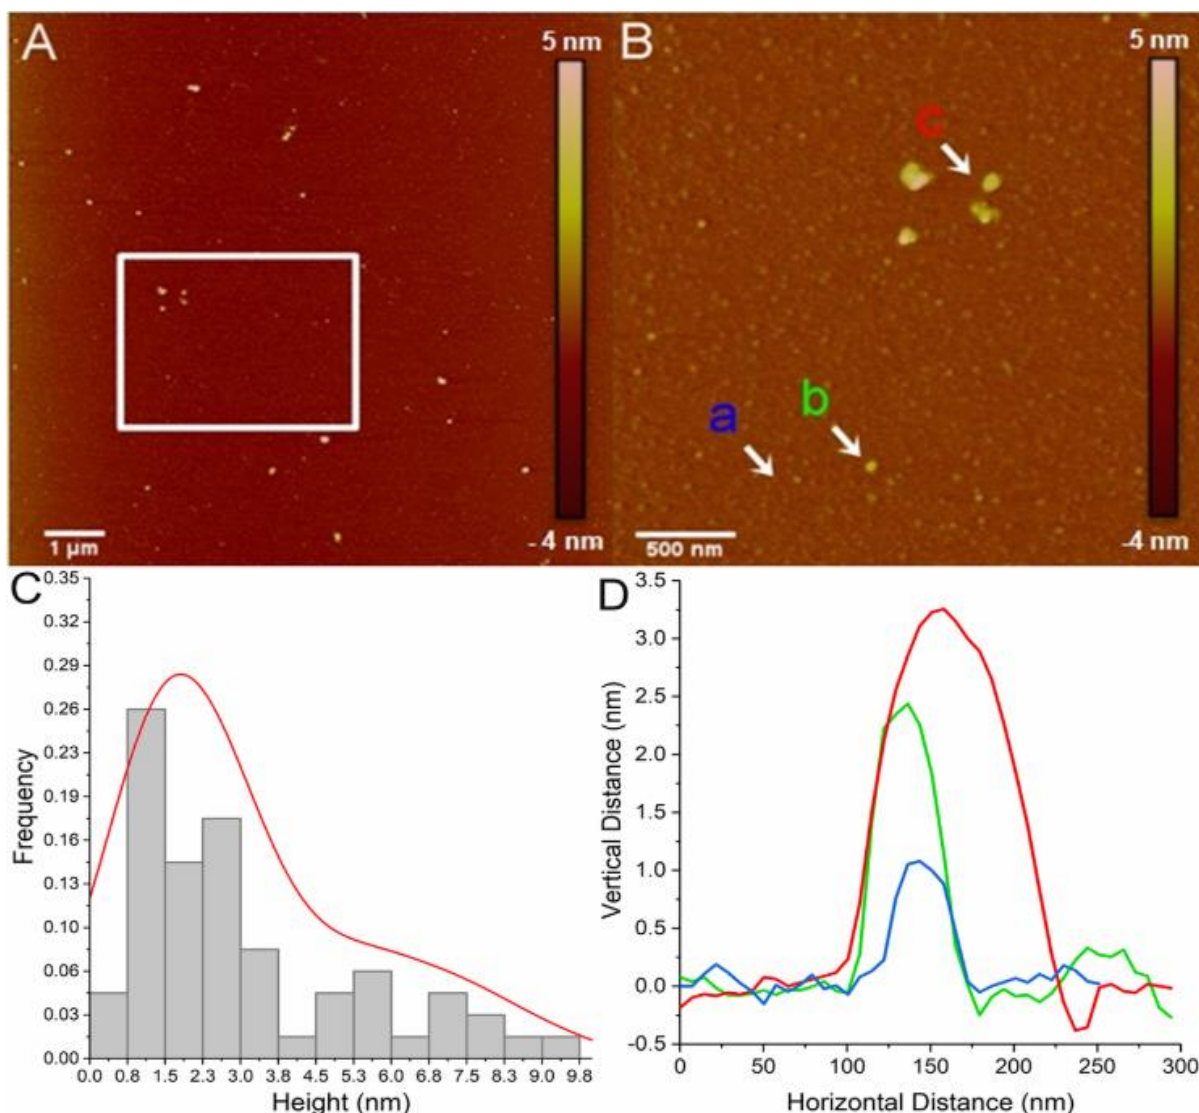 A
5 nm
1 µm
- 4 nm
B
5 nm
c
a
b
500 nm
-4 nm
C
0.35
0.32
0.29
0.26
0.23
0.19
0.16
0.13
0.10
0.06
0.03
0.00
Frequency
0.0 0.8 1.5 2.3 3.0 3.8 4.5 5.3 6.0 6.8 7.5 8.3 9.0 9.8
Height (nm)
D
3.5
3.0
2.5
2.0
1.5
1.0
0.5
0.0
-0.5
Vertical Distance (nm)
0 50 100 150 200 250 300
Horizontal Distance (nm)